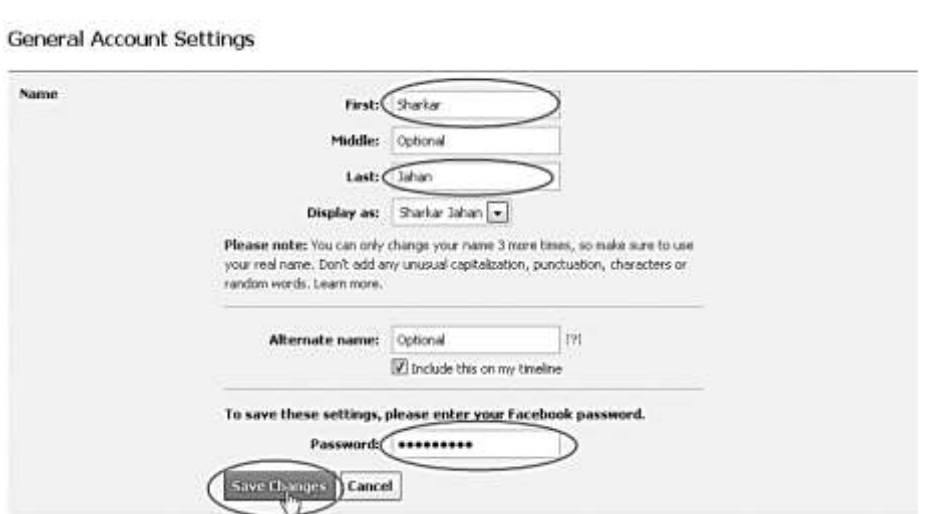 General Account Settings
Name
First: Sharkar
Middle: Optional
Last: Jahan
Display as: Sharkar Jahan
Please note: You can only change your name 3 more times, so make sure to use
your real name. Don't add any unusual capitalization, punctuation, characters or
random words. Learn more.
Alternate name: Optional [?]
Include this on my timeline
To save these settings, please enter your Facebook password.
Password: •••••••••
Save Changes Cancel